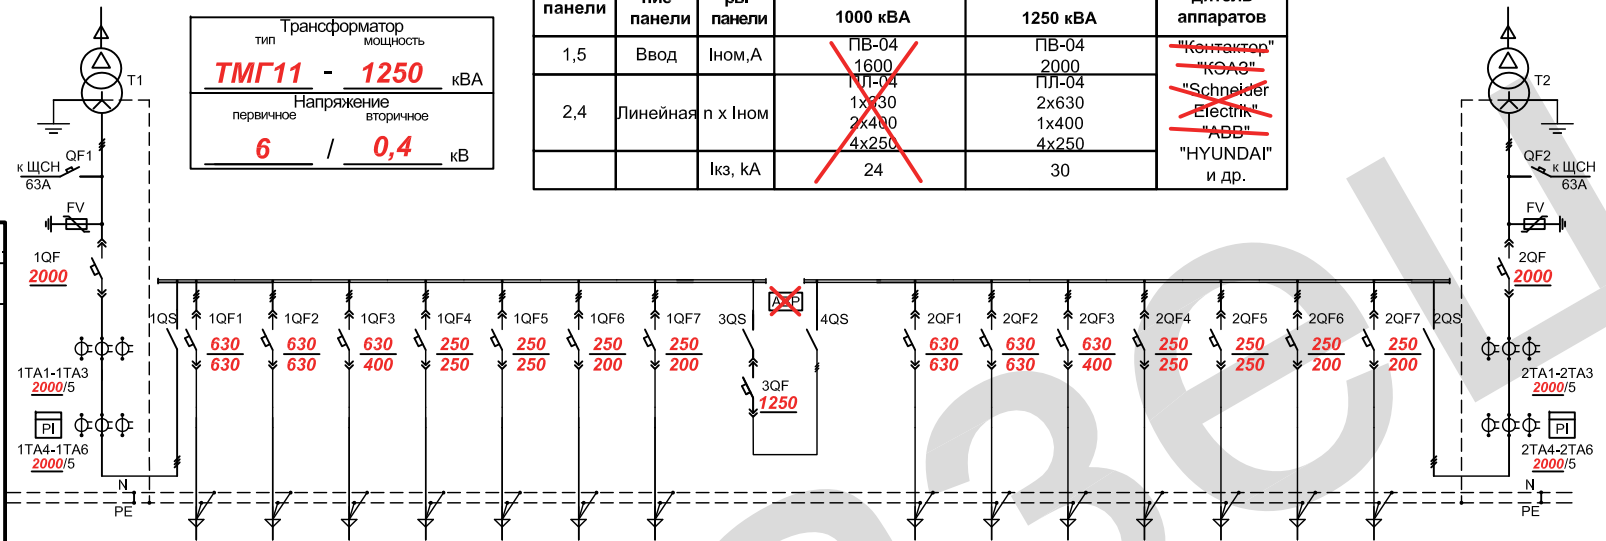 Трансформатор
тип мощность
ТМГ11 - 1250 кВА
Напряжение
первичное вторичное
6 / 0,4 кВ
панели панели панели 1000 кВА 1250 кВА аппаратов
1,5 Ввод Iном,А ПВ-04 1600 ПВ-04 2000
2,4 Линейная n x Iном ПЛ-04 1x630 2x400 4x250 ПЛ-04 2x630 1x400 4x250
Iкз, kA 24 30
"Контактор"
"КЭАЗ"
"Schneider
Electrik"
"ABB"
"HYUNDAI"
и др.
T1
QF1
к ЩСН
63А
FV
1QF
2000
1TA1-1TA3
2000/5
PI
1TA4-1TA6
2000/5
N
PE
1QS
1QF1 630 630
1QF2 630 630
1QF3 630 400
1QF4 250 250
1QF5 250 250
1QF6 250 200
1QF7 250 200
3QS
АВР
4QS
3QF
1250
2QF1 630 630
2QF2 630 630
2QF3 630 400
2QF4 250 250
2QF5 250 250
2QF6 250 200
2QF7 250 200
2QS
T2
QF2
к ЩСН
63А
FV
2QF
2000
2TA1-2TA3
2000/5
PI
2TA4-2TA6
2000/5
N
PE